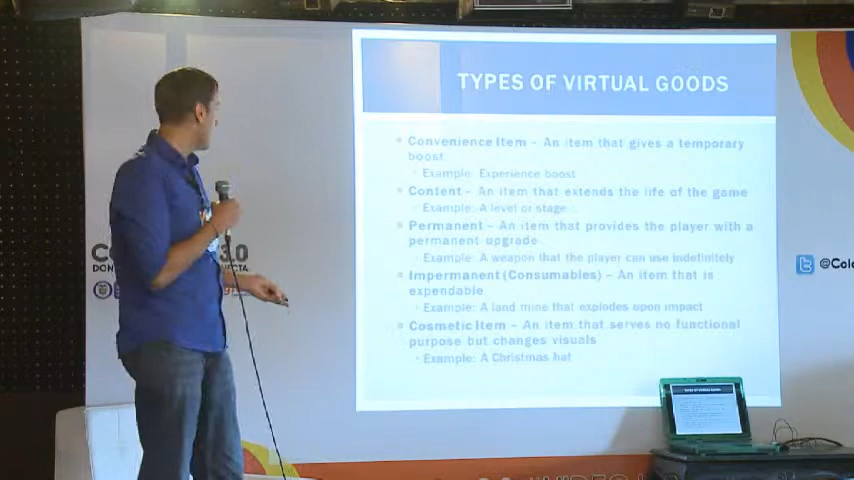 TYPES OF VIRTUAL GOODS
Convenience Item – An item that gives a temporary
boost
Example: Experience boost
Content – An item that extends the life of the game
Example: A level or stage
Permanent – An item that provides the player with a
permanent upgrade
Example: A weapon that the player can use indefinitely
Impermanent (Consumables) – An item that is
expendable
Example: A land mine that explodes upon impact
Cosmetic Item – An item that serves no functional
purpose but changes visuals
Example: A Christmas hat
3.0
@Col